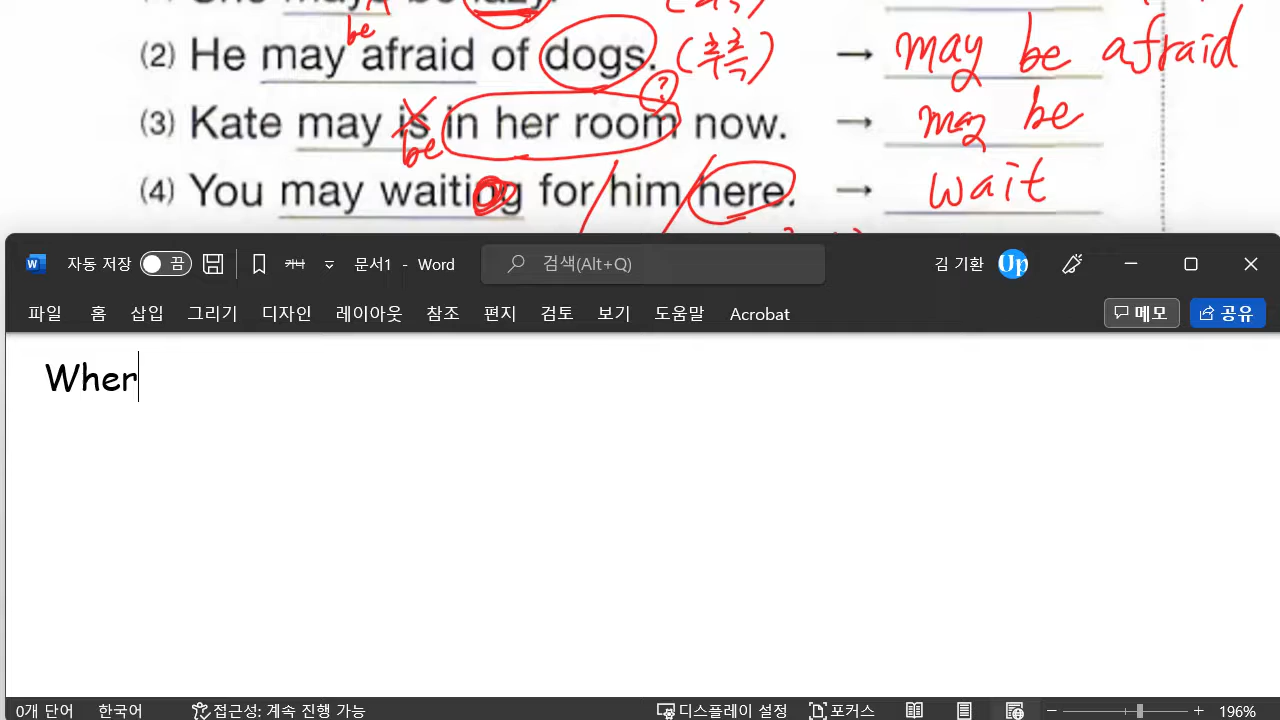 be
(2) He may afraid of dogs. (추측) → may be afraid
(3) Kate may is in her room now. → may be
be
?
(4) You may waiting for him here. → wait
자동 저장 끔 가나 문서1 - Word 검색(Alt+Q) 김 기환 Up
파일 홈 삽입 그리기 디자인 레이아웃 참조 편지 검토 보기 도움말 Acrobat 메모 공유
Wher
0개 단어 한국어 접근성: 계속 진행 가능 디스플레이 설정 포커스 196%